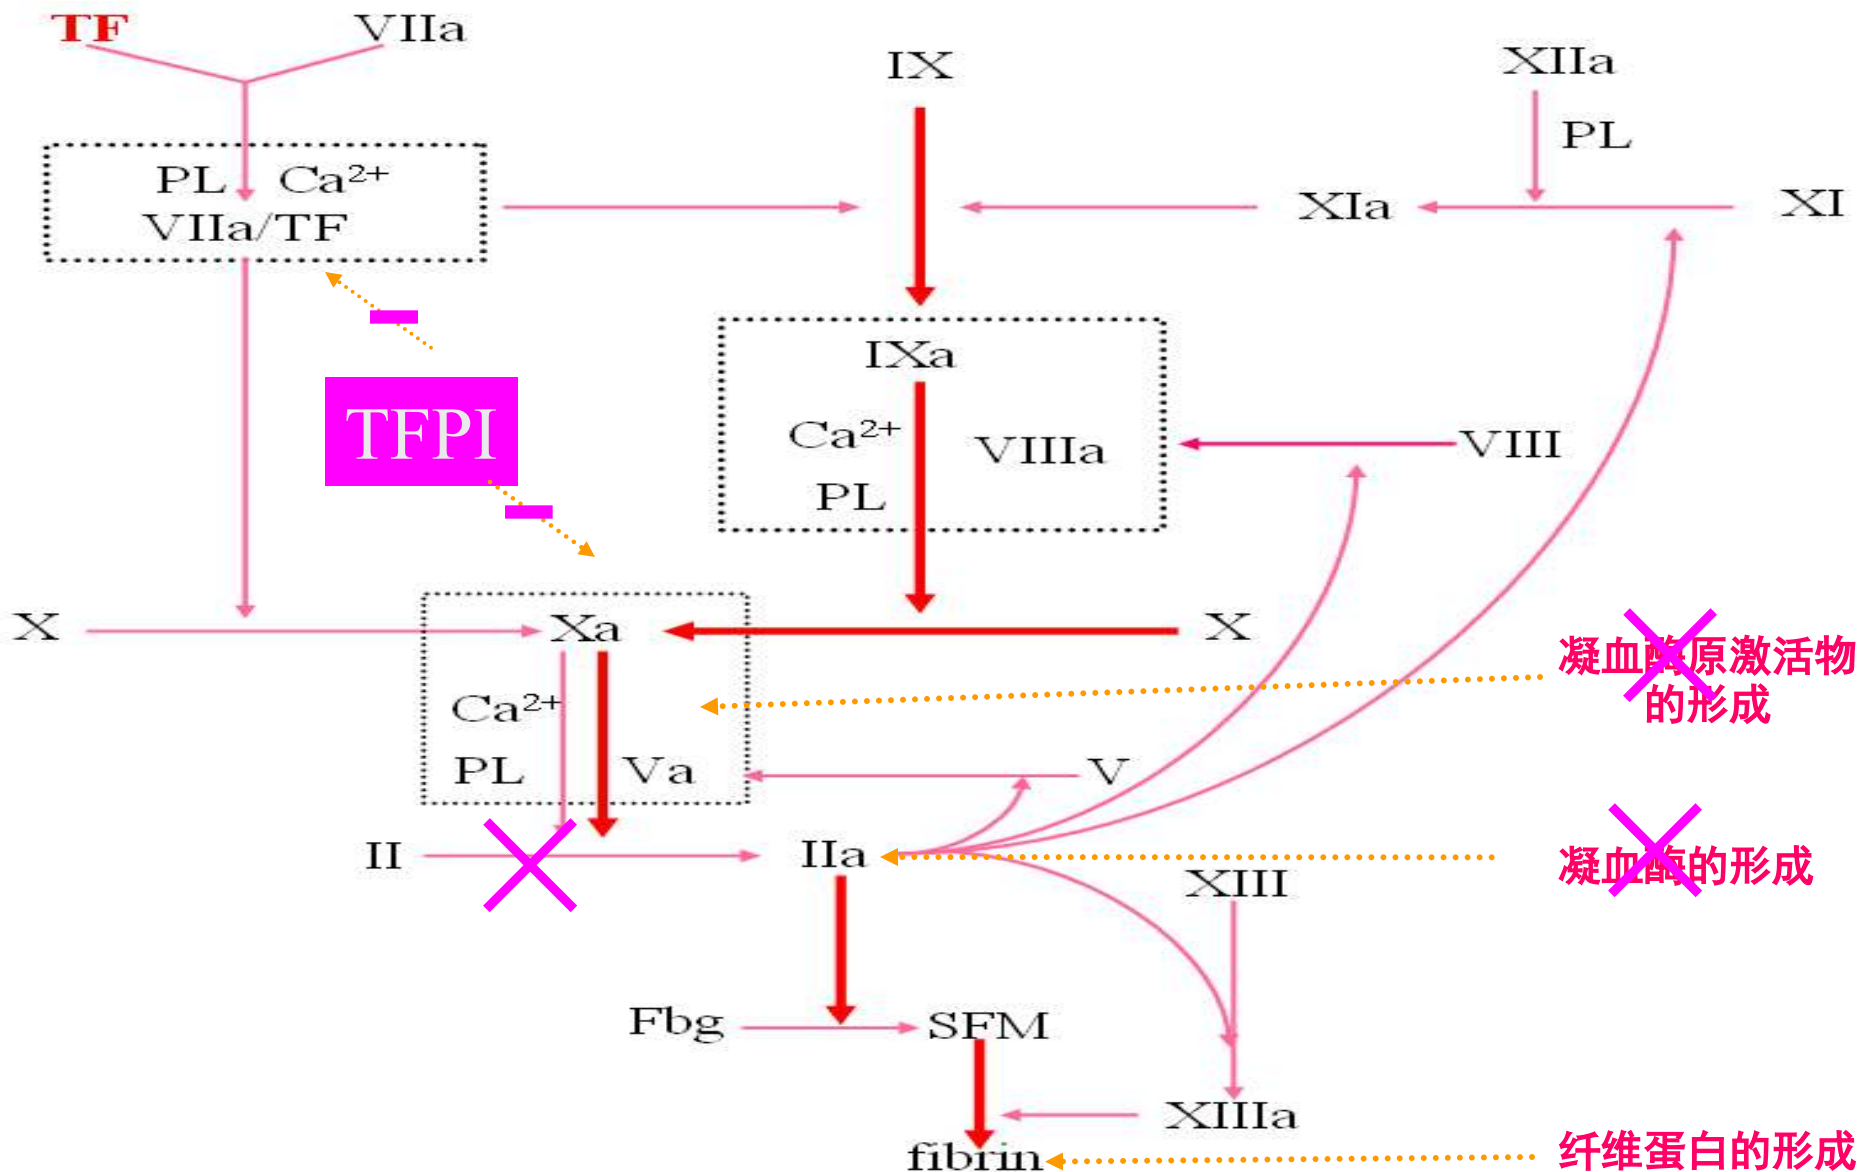 TF
VIIa
IX
XIIa
PL
PL Ca²⁺
VIIa/TF
XIa
XI
IXa
Ca²⁺
VIIIa
PL
VIII
TFPI
X
Xa
X
凝血酶原激活物
的形成
Ca²⁺
PL
Va
V
II
IIa
凝血酶的形成
XIII
Fbg
SFM
XIIIa
fibrin
纤维蛋白的形成